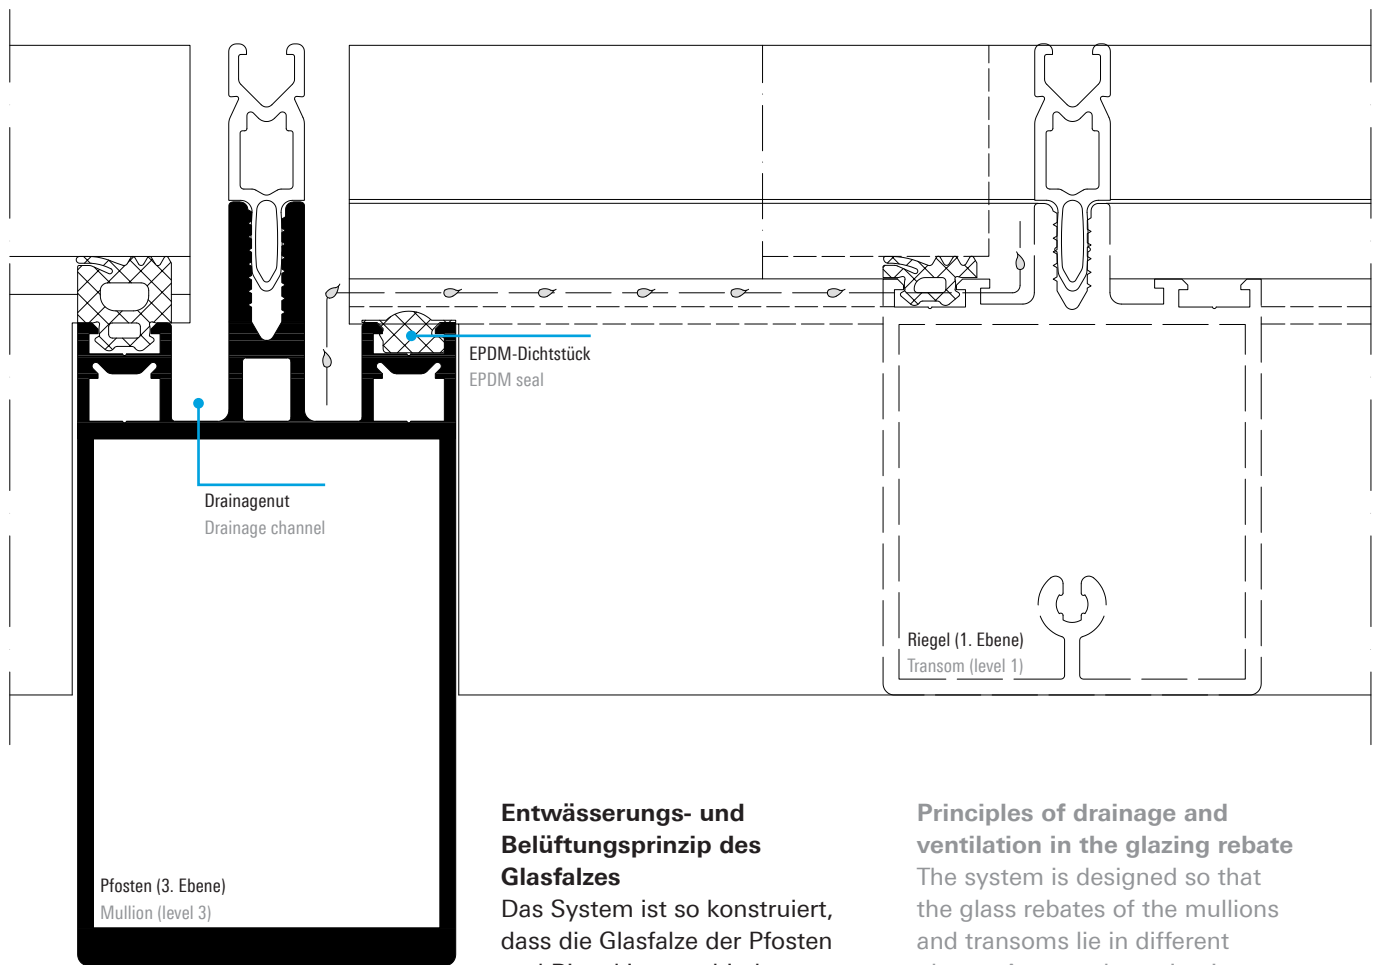 EPDM-Dichtstück
EPDM seal
Drainagenut
Drainage channel
Riegel (1. Ebene)
Transom (level 1)
Pfosten (3. Ebene)
Mullion (level 3)
Entwässerungs- und
Belüftungsprinzip des
Glasfalzes
Das System ist so konstruiert,
dass die Glasfalze der Pfosten
Principles of drainage and
ventilation in the glazing rebate
The system is designed so that
the glass rebates of the mullions
and transoms lie in different